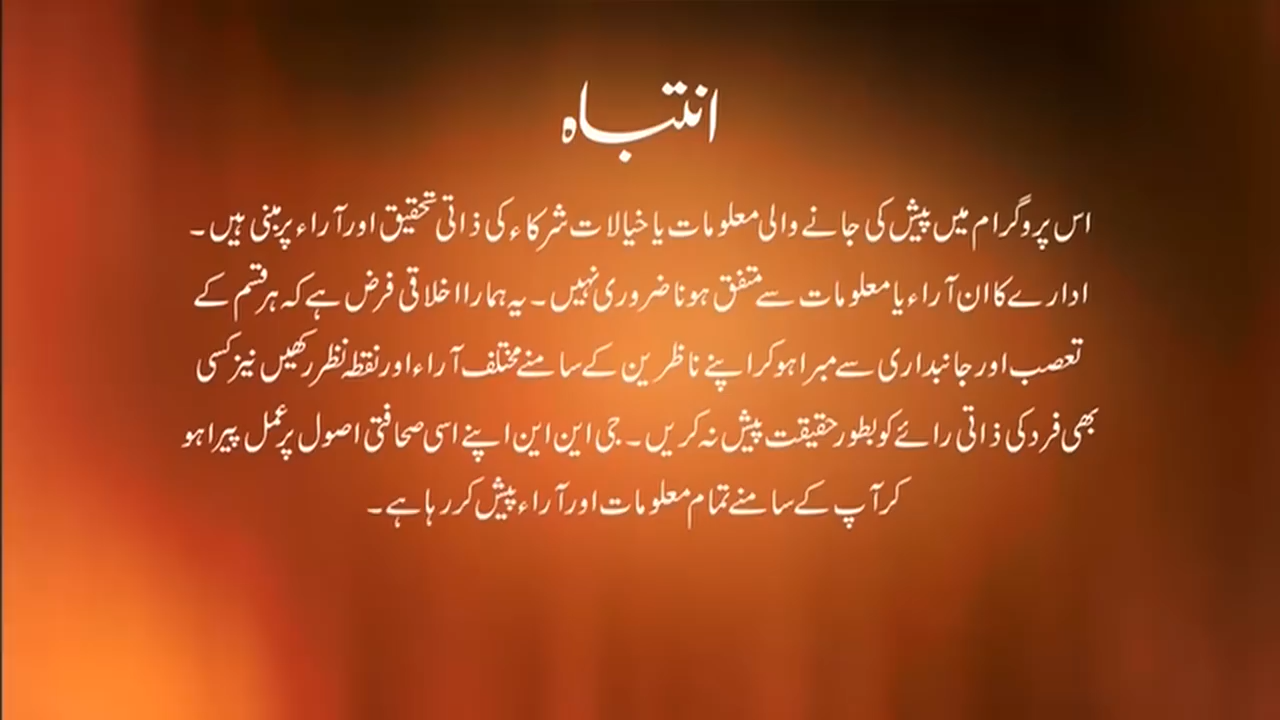 انتباہ
اس پروگرام میں پیش کی جانے والی معلومات یا خیالات شرکاء کی ذاتی تحقیق اور آراء پر مبنی ہیں۔
ادارے کا ان آراء یا معلومات سے متفق ہونا ضروری نہیں۔ یہ ہمارا اخلاقی فرض ہے کہ ہر قسم کے
تعصب اور جانبداری سے مبرا ہو کر اپنے ناظرین کے سامنے مختلف آراء اور نقطہ نظر رکھیں نیز کسی
بھی فرد کی ذاتی رائے کو بطور حقیقت پیش نہ کریں۔ جی این این اپنے اسی صحافتی اصول پر عمل پیرا ہو
کر آپ کے سامنے تمام معلومات اور آراء پیش کر رہا ہے۔